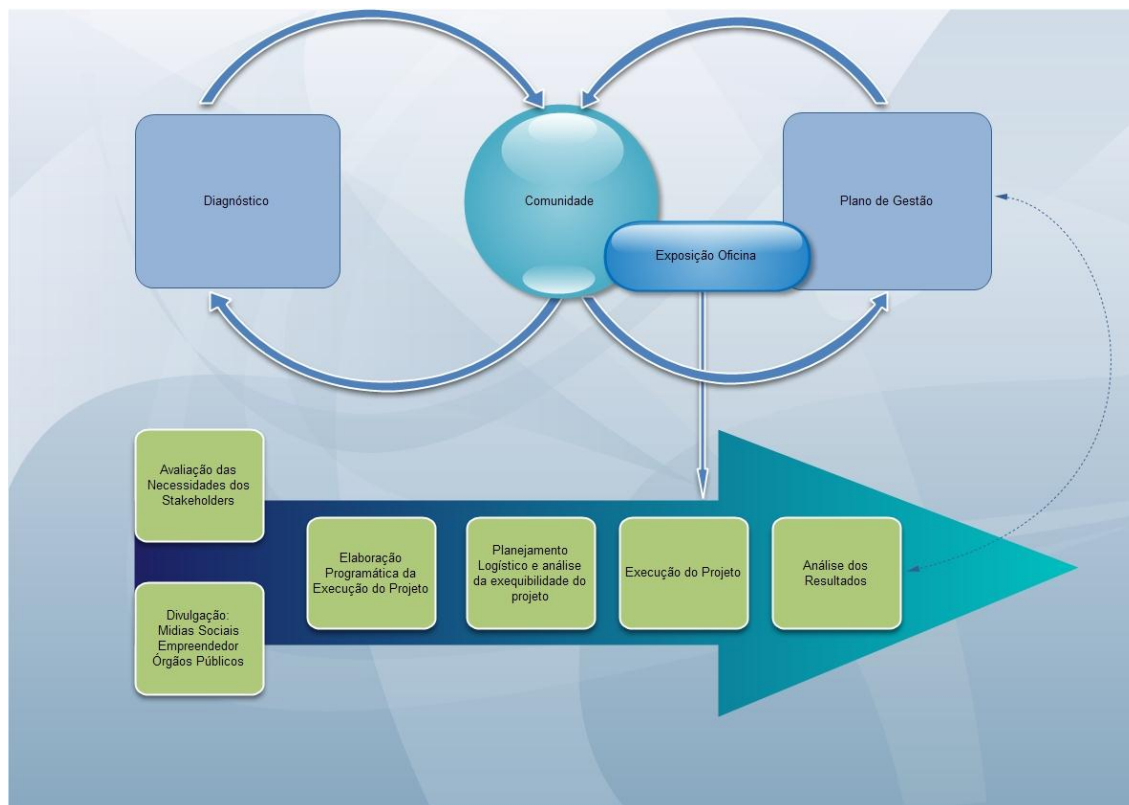 Diagnóstico
Comunidade
Plano de Gestão
Exposição Oficina
Avaliação das
Necessidades dos
Stakeholders
Divulgação:
Midias Sociais
Empreendedor
Órgãos Públicos
Elaboração
Programática da
Execução do Projeto
Planejamento
Logístico e análise
da exequibilidade do
projeto
Execução do Projeto
Análise dos
Resultados